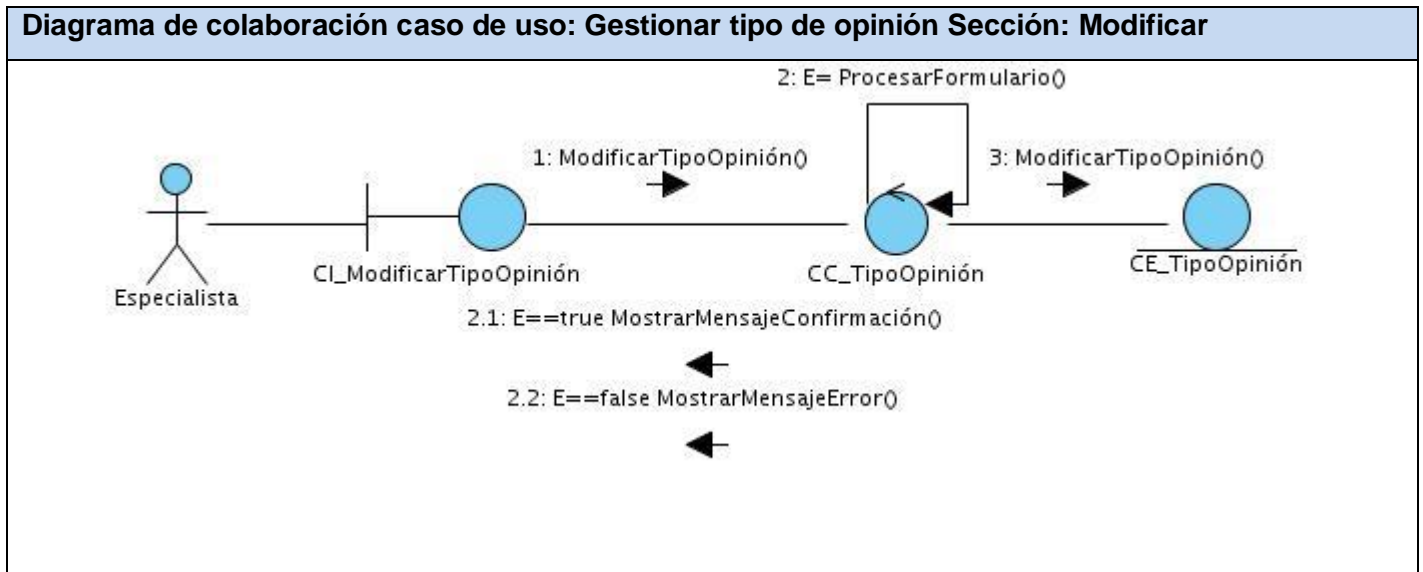 Diagrama de colaboración caso de uso: Gestionar tipo de opinión Sección: Modificar
2: E= ProcesarFormulario()
1: ModificarTipoOpinión()
3: ModificarTipoOpinión()
Especialista
CI_ModificarTipoOpinión
CC_TipoOpinión
CE_TipoOpinión
2.1: E==true MostrarMensajeConfirmación()
2.2: E==false MostrarMensajeError()